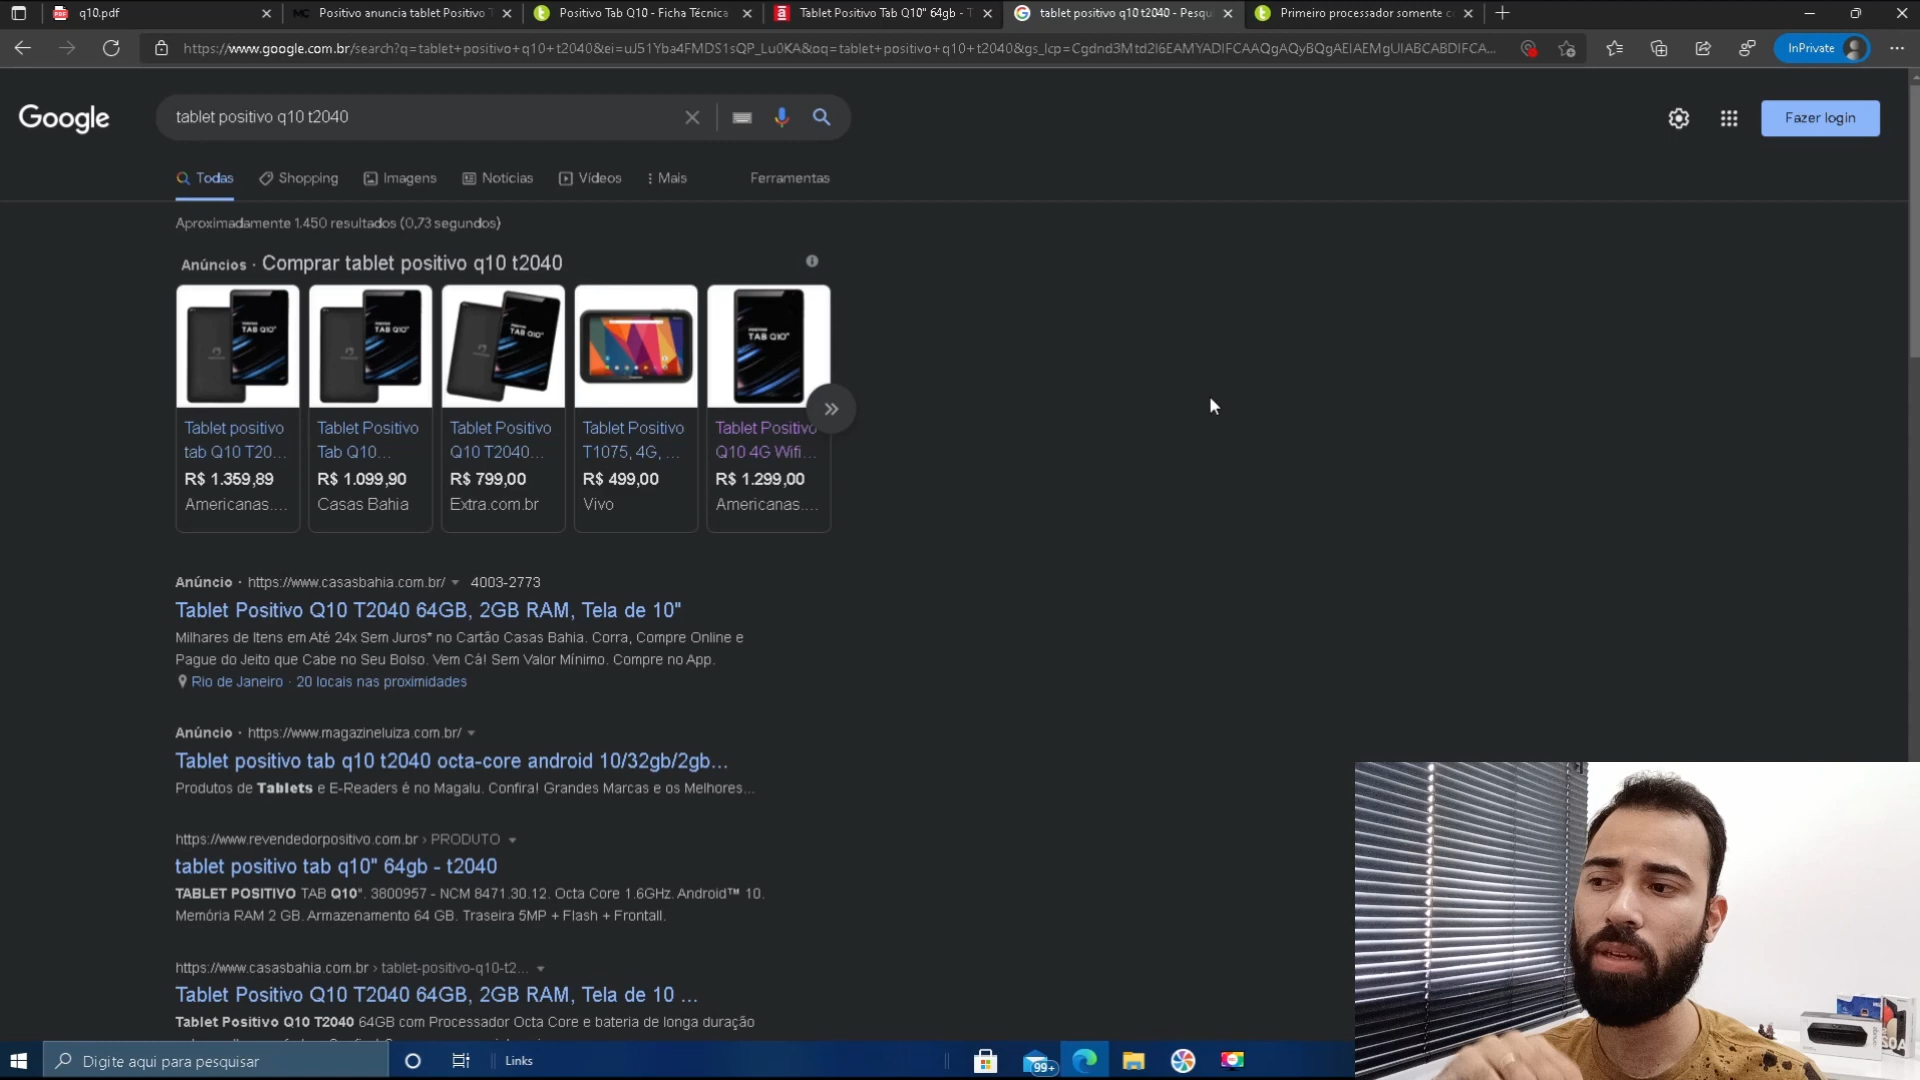 q10.pdf
Positivo anuncia tablet Positivo T
Positivo Tab Q10 - Ficha Técnica
Tablet Positivo Tab Q10" 64gb - T
tablet positivo q10 t2040 - Pesqu
Primeiro processador somente c
https://www.google.com.br/search?q=tablet+positivo+q10+t2040&ei=uJ51Yba4FMDS1sQP_Lu0KA&oq=tablet+positivo+q10+t2040&gs_lcp=Cgdnd3Mtd2l6EAMYADIFCAAQgAQyBQgAEIAEMgUIABCABDIFCA...
InPrivate
Google
tablet positivo q10 t2040
Fazer login
Todas
Shopping
Imagens
Notícias
Vídeos
Mais
Ferramentas
Aproximadamente 1.450 resultados (0,73 segundos)
Anúncios · Comprar tablet positivo q10 t2040
TAB Q10"
TAB Q10"
TAB Q10"
TAB Q10"
Tablet positivo
tab Q10 T20...
R$ 1.359,89
Americanas....
Tablet Positivo
Tab Q10...
R$ 1.099,90
Casas Bahia
Tablet Positivo
Q10 T2040...
R$ 799,00
Extra.com.br
Tablet Positivo
T1075, 4G, ...
R$ 499,00
Vivo
Tablet Positivo
Q10 4G Wifi...
R$ 1.299,00
Americanas....
Anúncio · https://www.casasbahia.com.br/ 4003-2773
Tablet Positivo Q10 T2040 64GB, 2GB RAM, Tela de 10"
Milhares de Itens em Até 24x Sem Juros* no Cartão Casas Bahia. Corra, Compre Online e
Pague do Jeito que Cabe no Seu Bolso. Vem Cá! Sem Valor Mínimo. Compre no App.
Rio de Janeiro · 20 locais nas proximidades
Anúncio · https://www.magazineluiza.com.br/
Tablet positivo tab q10 t2040 octa-core android 10/32gb/2gb...
Produtos de Tablets e E-Readers é no Magalu. Confira! Grandes Marcas e os Melhores...
https://www.revendedorpositivo.com.br › PRODUTO
tablet positivo tab q10" 64gb - t2040
TABLET POSITIVO TAB Q10". 3800957 - NCM 8471.30.12. Octa Core 1.6GHz. Android™ 10.
Memória RAM 2 GB. Armazenamento 64 GB. Traseira 5MP + Flash + Frontall.
https://www.casasbahia.com.br › tablet-positivo-q10-t2...
Tablet Positivo Q10 T2040 64GB, 2GB RAM, Tela de 10 ...
Tablet Positivo Q10 T2040 64GB com Processador Octa Core e bateria de longa duração
Digite aqui para pesquisar
Links
99+